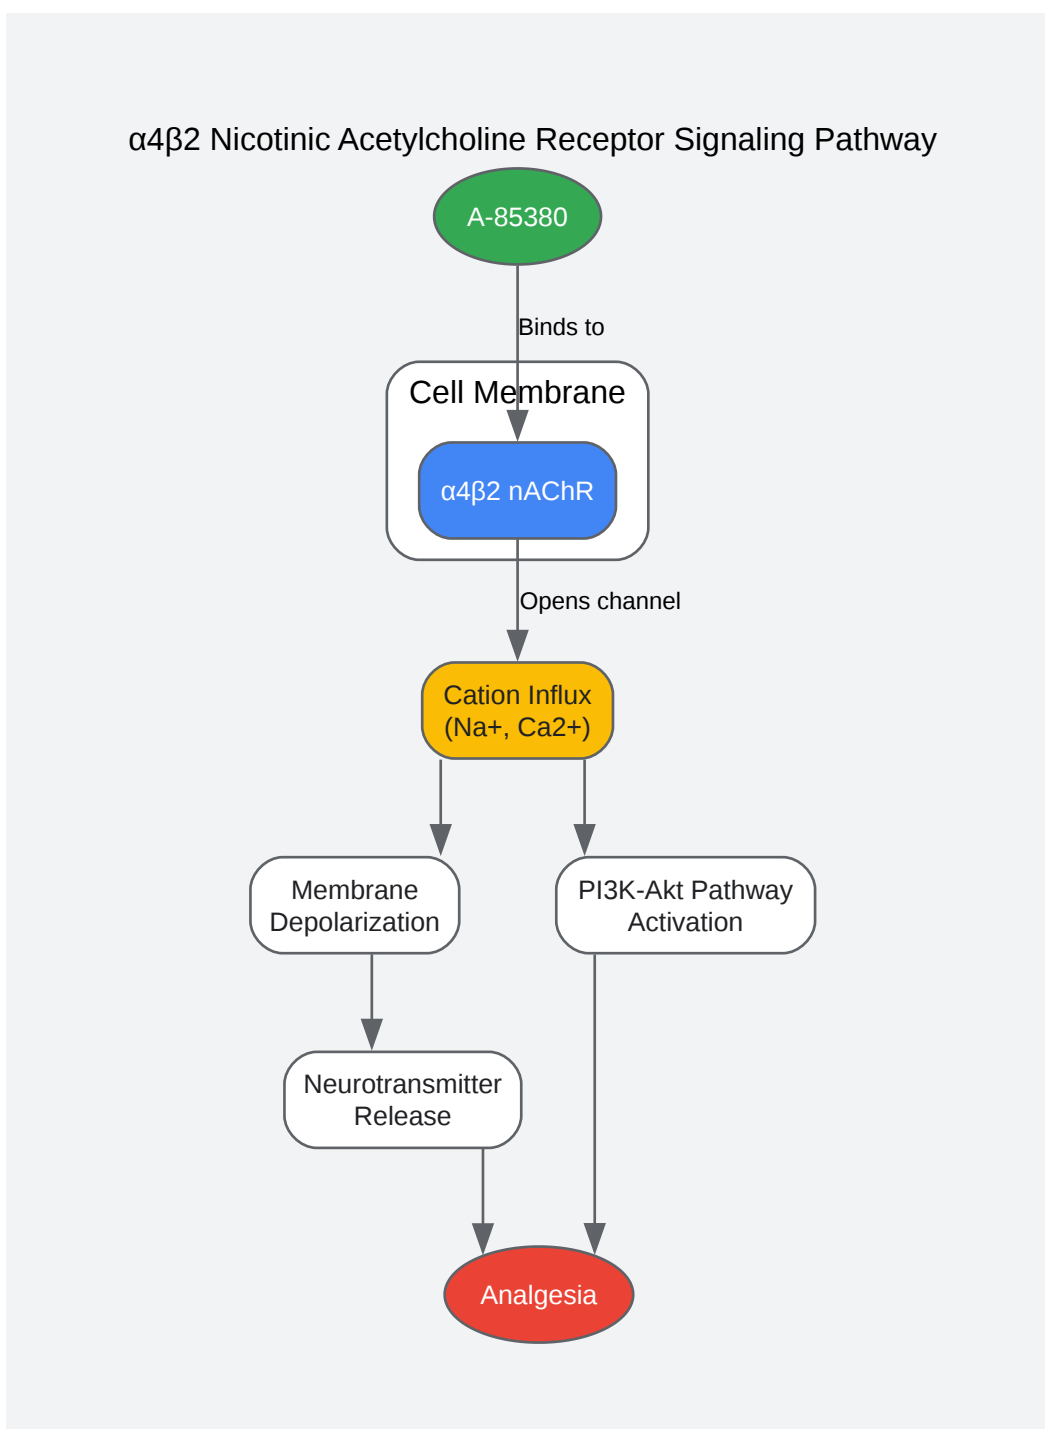 α4β2 Nicotinic Acetylcholine Receptor Signaling Pathway
A-85380
Binds to
Cell Membrane
α4β2 nAChR
Opens channel
Cation Influx
(Na+, Ca2+)
Membrane
Depolarization
PI3K-Akt Pathway
Activation
Neurotransmitter
Release
Analgesia